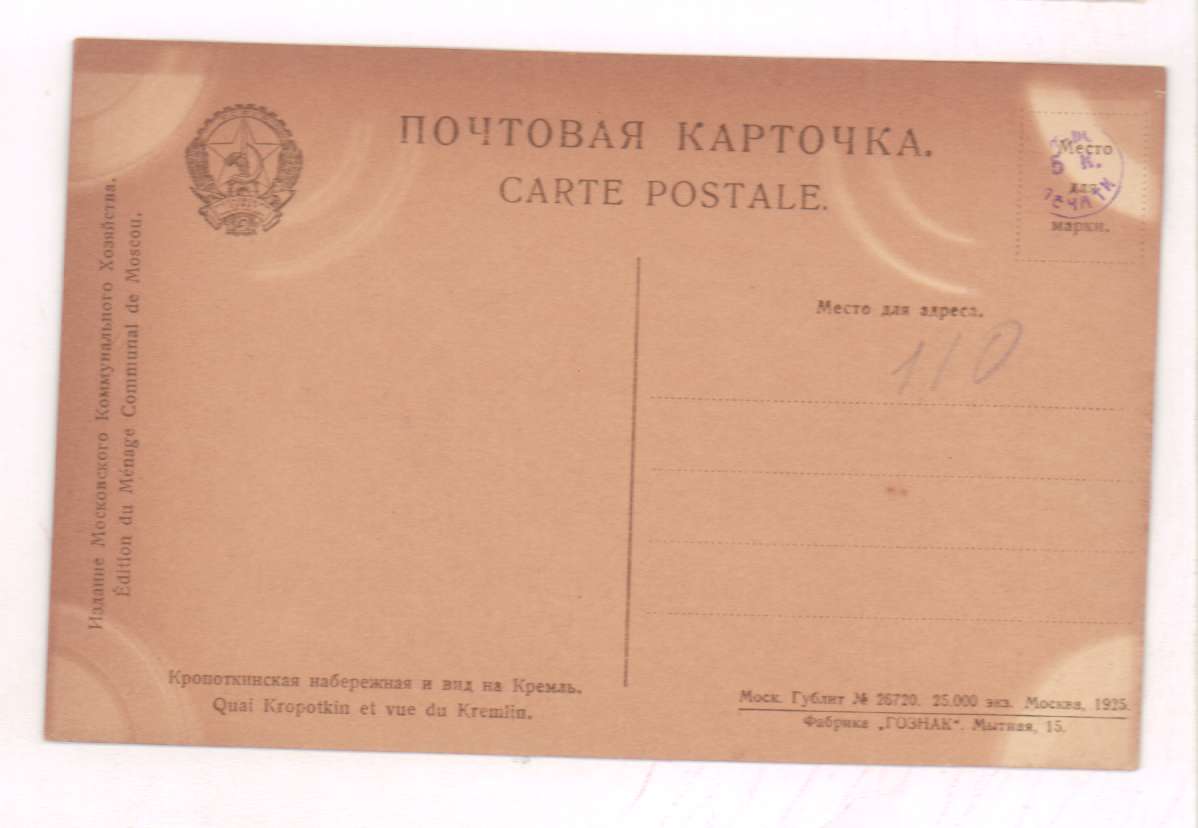 ПОЧТОВАЯ КАРТОЧКА.
CARTE POSTALE.
Место
для
марки.
Б К.
Место для адреса.
110
Издание Московского Коммунального Хозяйства.
Édition du Ménage Communal de Moscou.
Кропоткинская набережная и вид на Кремль.
Quai Kropotkin et vue du Kremlin.
Моск. Гублит № 26720. 25.000 экз. Москва, 1925.
Фабрика „ГОЗНАК“. Мытная, 15.